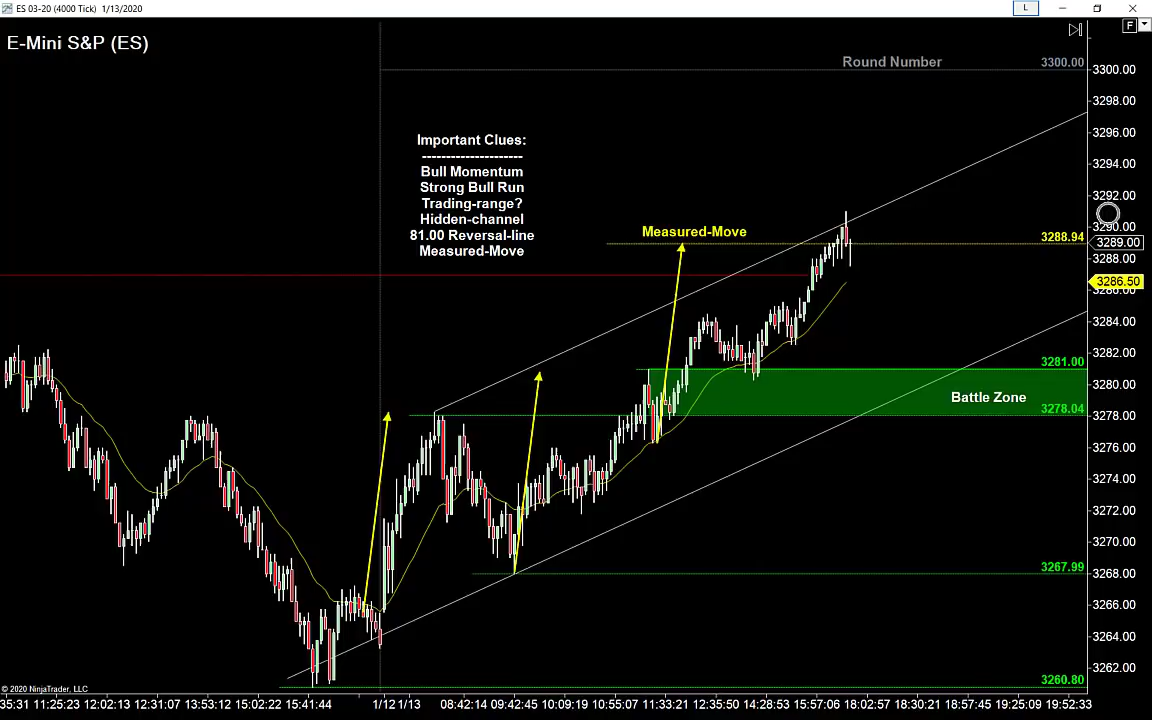 ES 03-20 (4000 Tick)  1/13/2020
L
F
E-Mini S&P (ES)
Round Number
3300.00
3300.00
3298.00
3296.00
3294.00
3292.00
3290.00
3288.00
3286.00
3284.00
3282.00
3280.00
3278.00
3276.00
3274.00
3272.00
3270.00
3268.00
3266.00
3264.00
3262.00
Important Clues:
---------------------
Bull Momentum
Strong Bull Run
Trading-range?
Hidden-channel
81.00 Reversal-line
Measured-Move
Measured-Move
3288.94
3289.00
3286.50
3281.00
Battle Zone
3278.04
3267.99
3260.80
© 2020 NinjaTrader, LLC
35:31 11:25:23 12:02:13 12:31:07 13:53:12 15:02:22 15:41:44 1/12 1/13 08:42:14 09:42:45 10:09:19 10:55:07 11:33:21 12:35:50 14:28:53 15:57:06 18:02:57 18:30:21 18:57:45 19:25:09 19:52:33